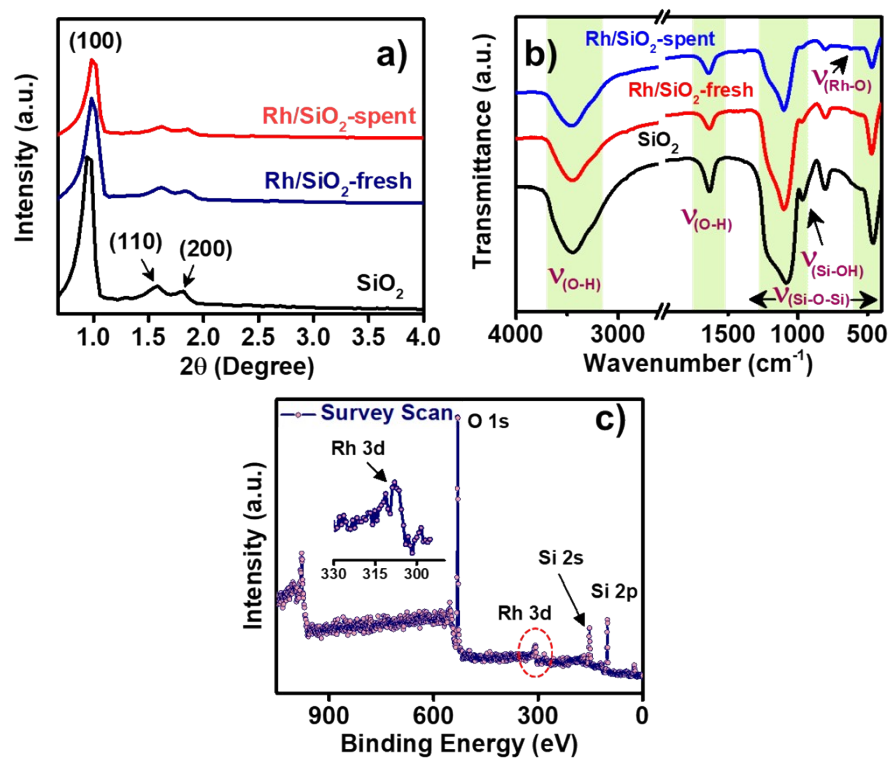 a)
(100)
Rh/SiO₂-spent
Rh/SiO₂-fresh
(110)
(200)
SiO₂
Intensity (a.u.)
1.0 1.5 2.0 2.5 3.0 3.5 4.0
2θ (Degree)
b)
Rh/SiO₂-spent
ν(Rh-O)
Rh/SiO₂-fresh
SiO₂
ν(O-H)
ν(O-H)
ν(Si-OH)
ν(Si-O-Si)
Transmittance (a.u.)
4000 3000 1500 1000 500
Wavenumber (cm⁻¹)
c)
Survey Scan
O 1s
Rh 3d
330 315 300
Si 2s
Si 2p
Rh 3d
Intensity (a.u.)
900 600 300 0
Binding Energy (eV)